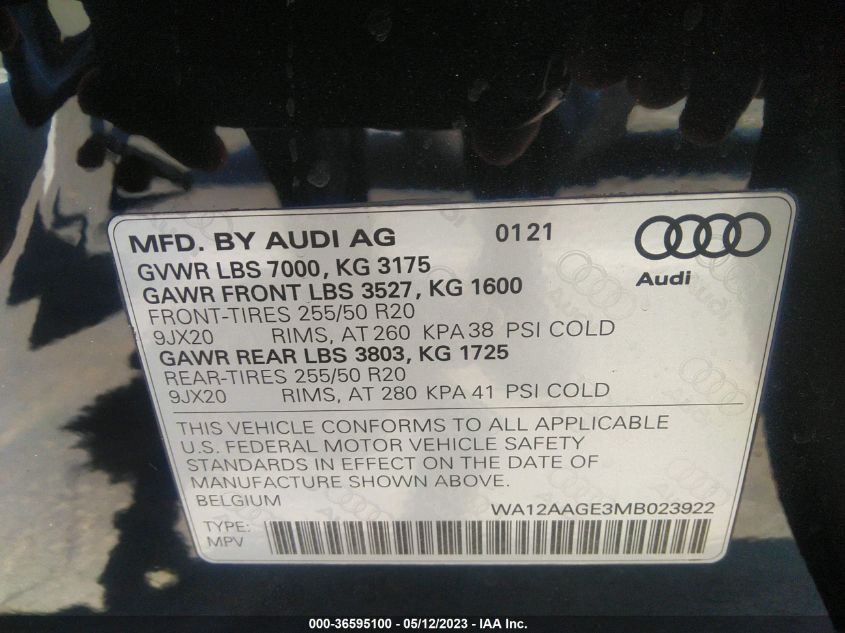 MFD. BY AUDI AG 0121
Audi
GVWR LBS 7000, KG 3175
GAWR FRONT LBS 3527, KG 1600
FRONT-TIRES 255/50 R20
9JX20 RIMS, AT 260 KPA 38 PSI COLD
GAWR REAR LBS 3803, KG 1725
REAR-TIRES 255/50 R20
9JX20 RIMS, AT 280 KPA 41 PSI COLD
THIS VEHICLE CONFORMS TO ALL APPLICABLE
U.S. FEDERAL MOTOR VEHICLE SAFETY
STANDARDS IN EFFECT ON THE DATE OF
MANUFACTURE SHOWN ABOVE.
BELGIUM WA12AAGE3MB023922
TYPE:
MPV
000-36595100 - 05/12/2023 - IAA Inc.